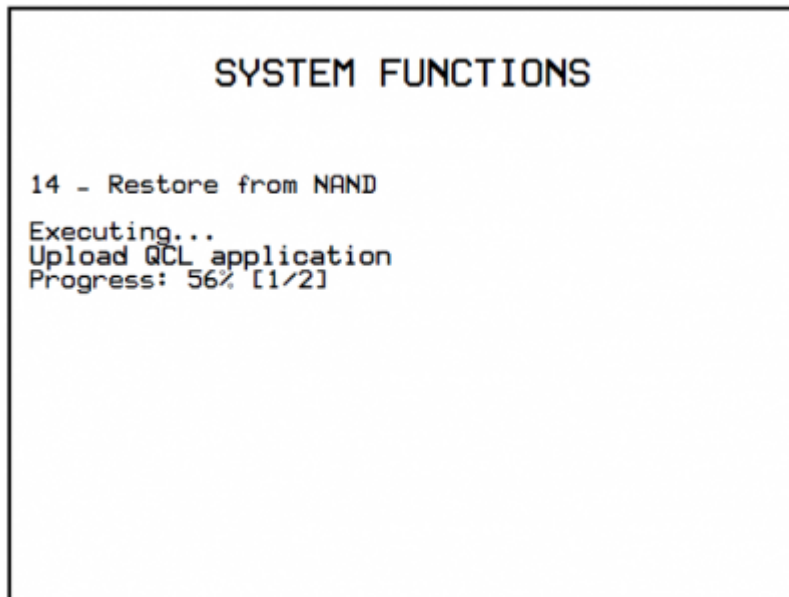 SYSTEM FUNCTIONS
14 - Restore from NAND
Executing...
Upload QCL application
Progress: 56% [1/2]